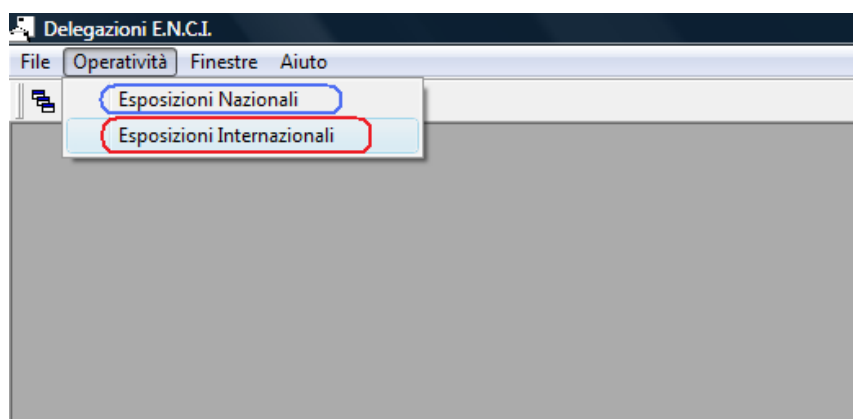 Delegazioni E.N.C.I.
File Operatività Finestre Aiuto
Esposizioni Nazionali
Esposizioni Internazionali